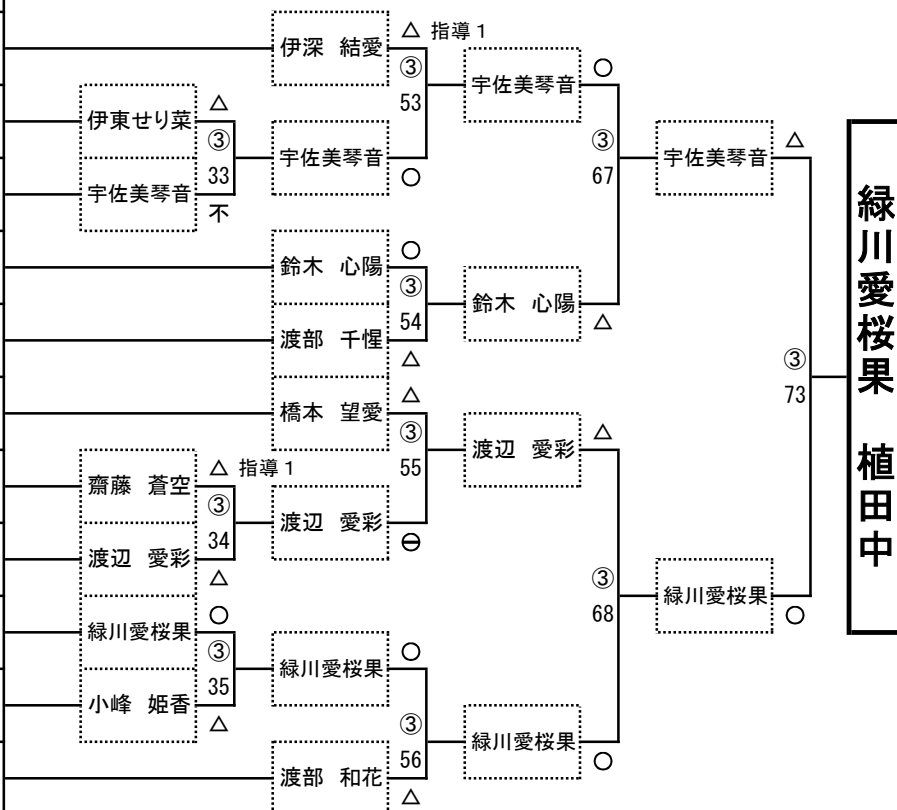 伊深 結愛 △ 指導１
③
53
宇佐美琴音 ○
伊東せり菜 △
③
33
宇佐美琴音 不
宇佐美琴音 ○
③
67
宇佐美琴音 △
鈴木 心陽 ○
③
54
渡部 千惺 △
鈴木 心陽 △
橋本 望愛 △
③
55
渡辺 愛彩 △
齋藤 蒼空 △ 指導１
③
34
渡辺 愛彩 △
渡辺 愛彩 ⊖
③
68
緑川愛桜果 ○
③
73
緑川愛桜果 ○
③
35
小峰 姫香 △
緑川愛桜果 ○
③
56
緑川愛桜果 ○
渡部 和花 △
緑川愛桜果 植田中